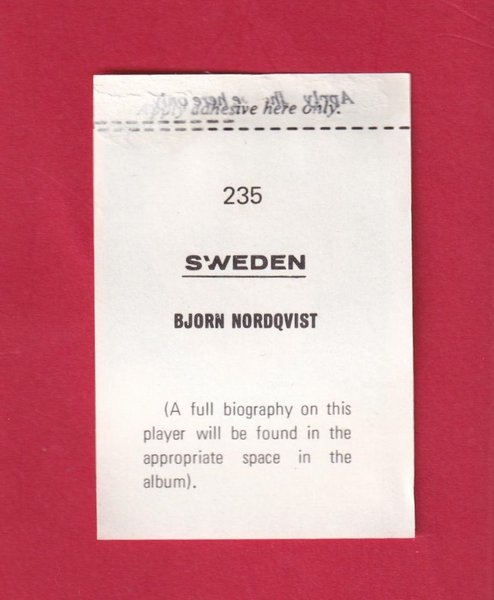 Apply adhesive here only.
235
SWEDEN
BJORN NORDQVIST
(A full biography on this
player will be found in the
appropriate space in the
album).